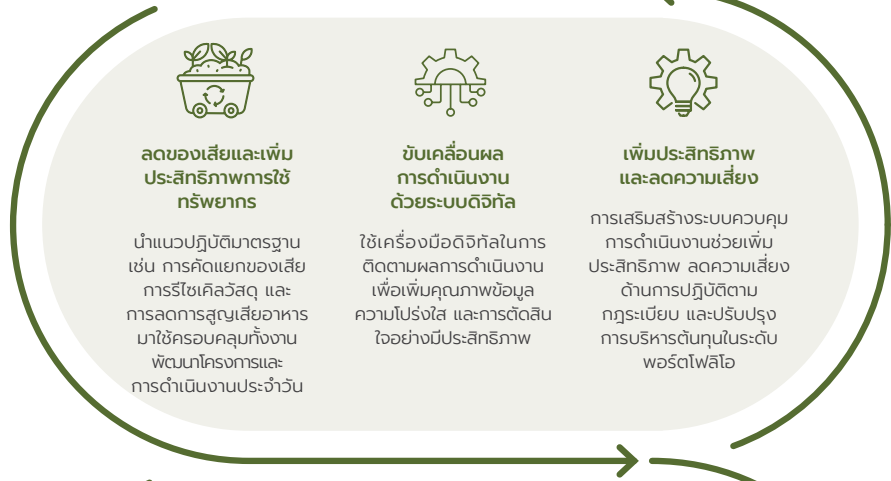 ลดของเสียและเพิ่ม
ประสิทธิภาพการใช้
ทรัพยากร
นำแนวปฏิบัติมาตรฐาน
เช่น การคัดแยกของเสีย
การรีไซเคิลวัสดุ และ
การลดการสูญเสียอาหาร
มาใช้ครอบคลุมทั้งงาน
พัฒนาโครงการและ
การดำเนินงานประจำวัน
ขับเคลื่อนผล
การดำเนินงาน
ด้วยระบบดิจิทัล
ใช้เครื่องมือดิจิทัลในการ
ติดตามผลการดำเนินงาน
เพื่อเพิ่มคุณภาพข้อมูล
ความโปร่งใส และการตัดสิน
ใจอย่างมีประสิทธิภาพ
เพิ่มประสิทธิภาพ
และลดความเสี่ยง
การเสริมสร้างระบบควบคุม
การดำเนินงานช่วยเพิ่ม
ประสิทธิภาพ ลดความเสี่ยง
ด้านการปฏิบัติตาม
กฎระเบียบ และปรับปรุง
การบริหารต้นทุนในระดับ
พอร์ตโฟลิโอ